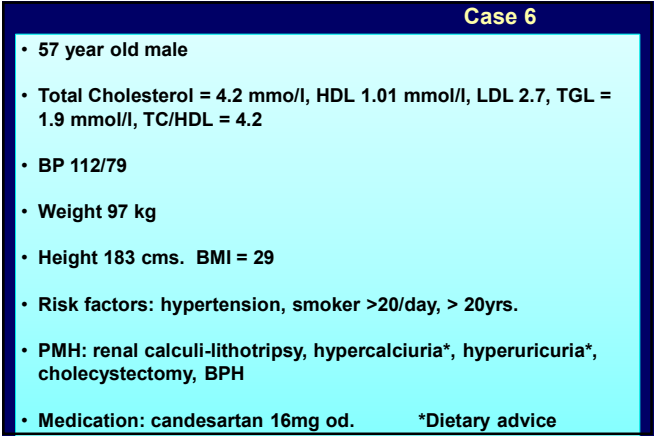 Case 6
• 57 year old male
• Total Cholesterol = 4.2 mmo/l, HDL 1.01 mmol/l, LDL 2.7, TGL =
1.9 mmol/l, TC/HDL = 4.2
• BP 112/79
• Weight 97 kg
• Height 183 cms.  BMI = 29
• Risk factors: hypertension, smoker >20/day, > 20yrs.
• PMH: renal calculi-lithotripsy, hypercalciuria*, hyperuricuria*,
cholecystectomy, BPH
• Medication: candesartan 16mg od. *Dietary advice